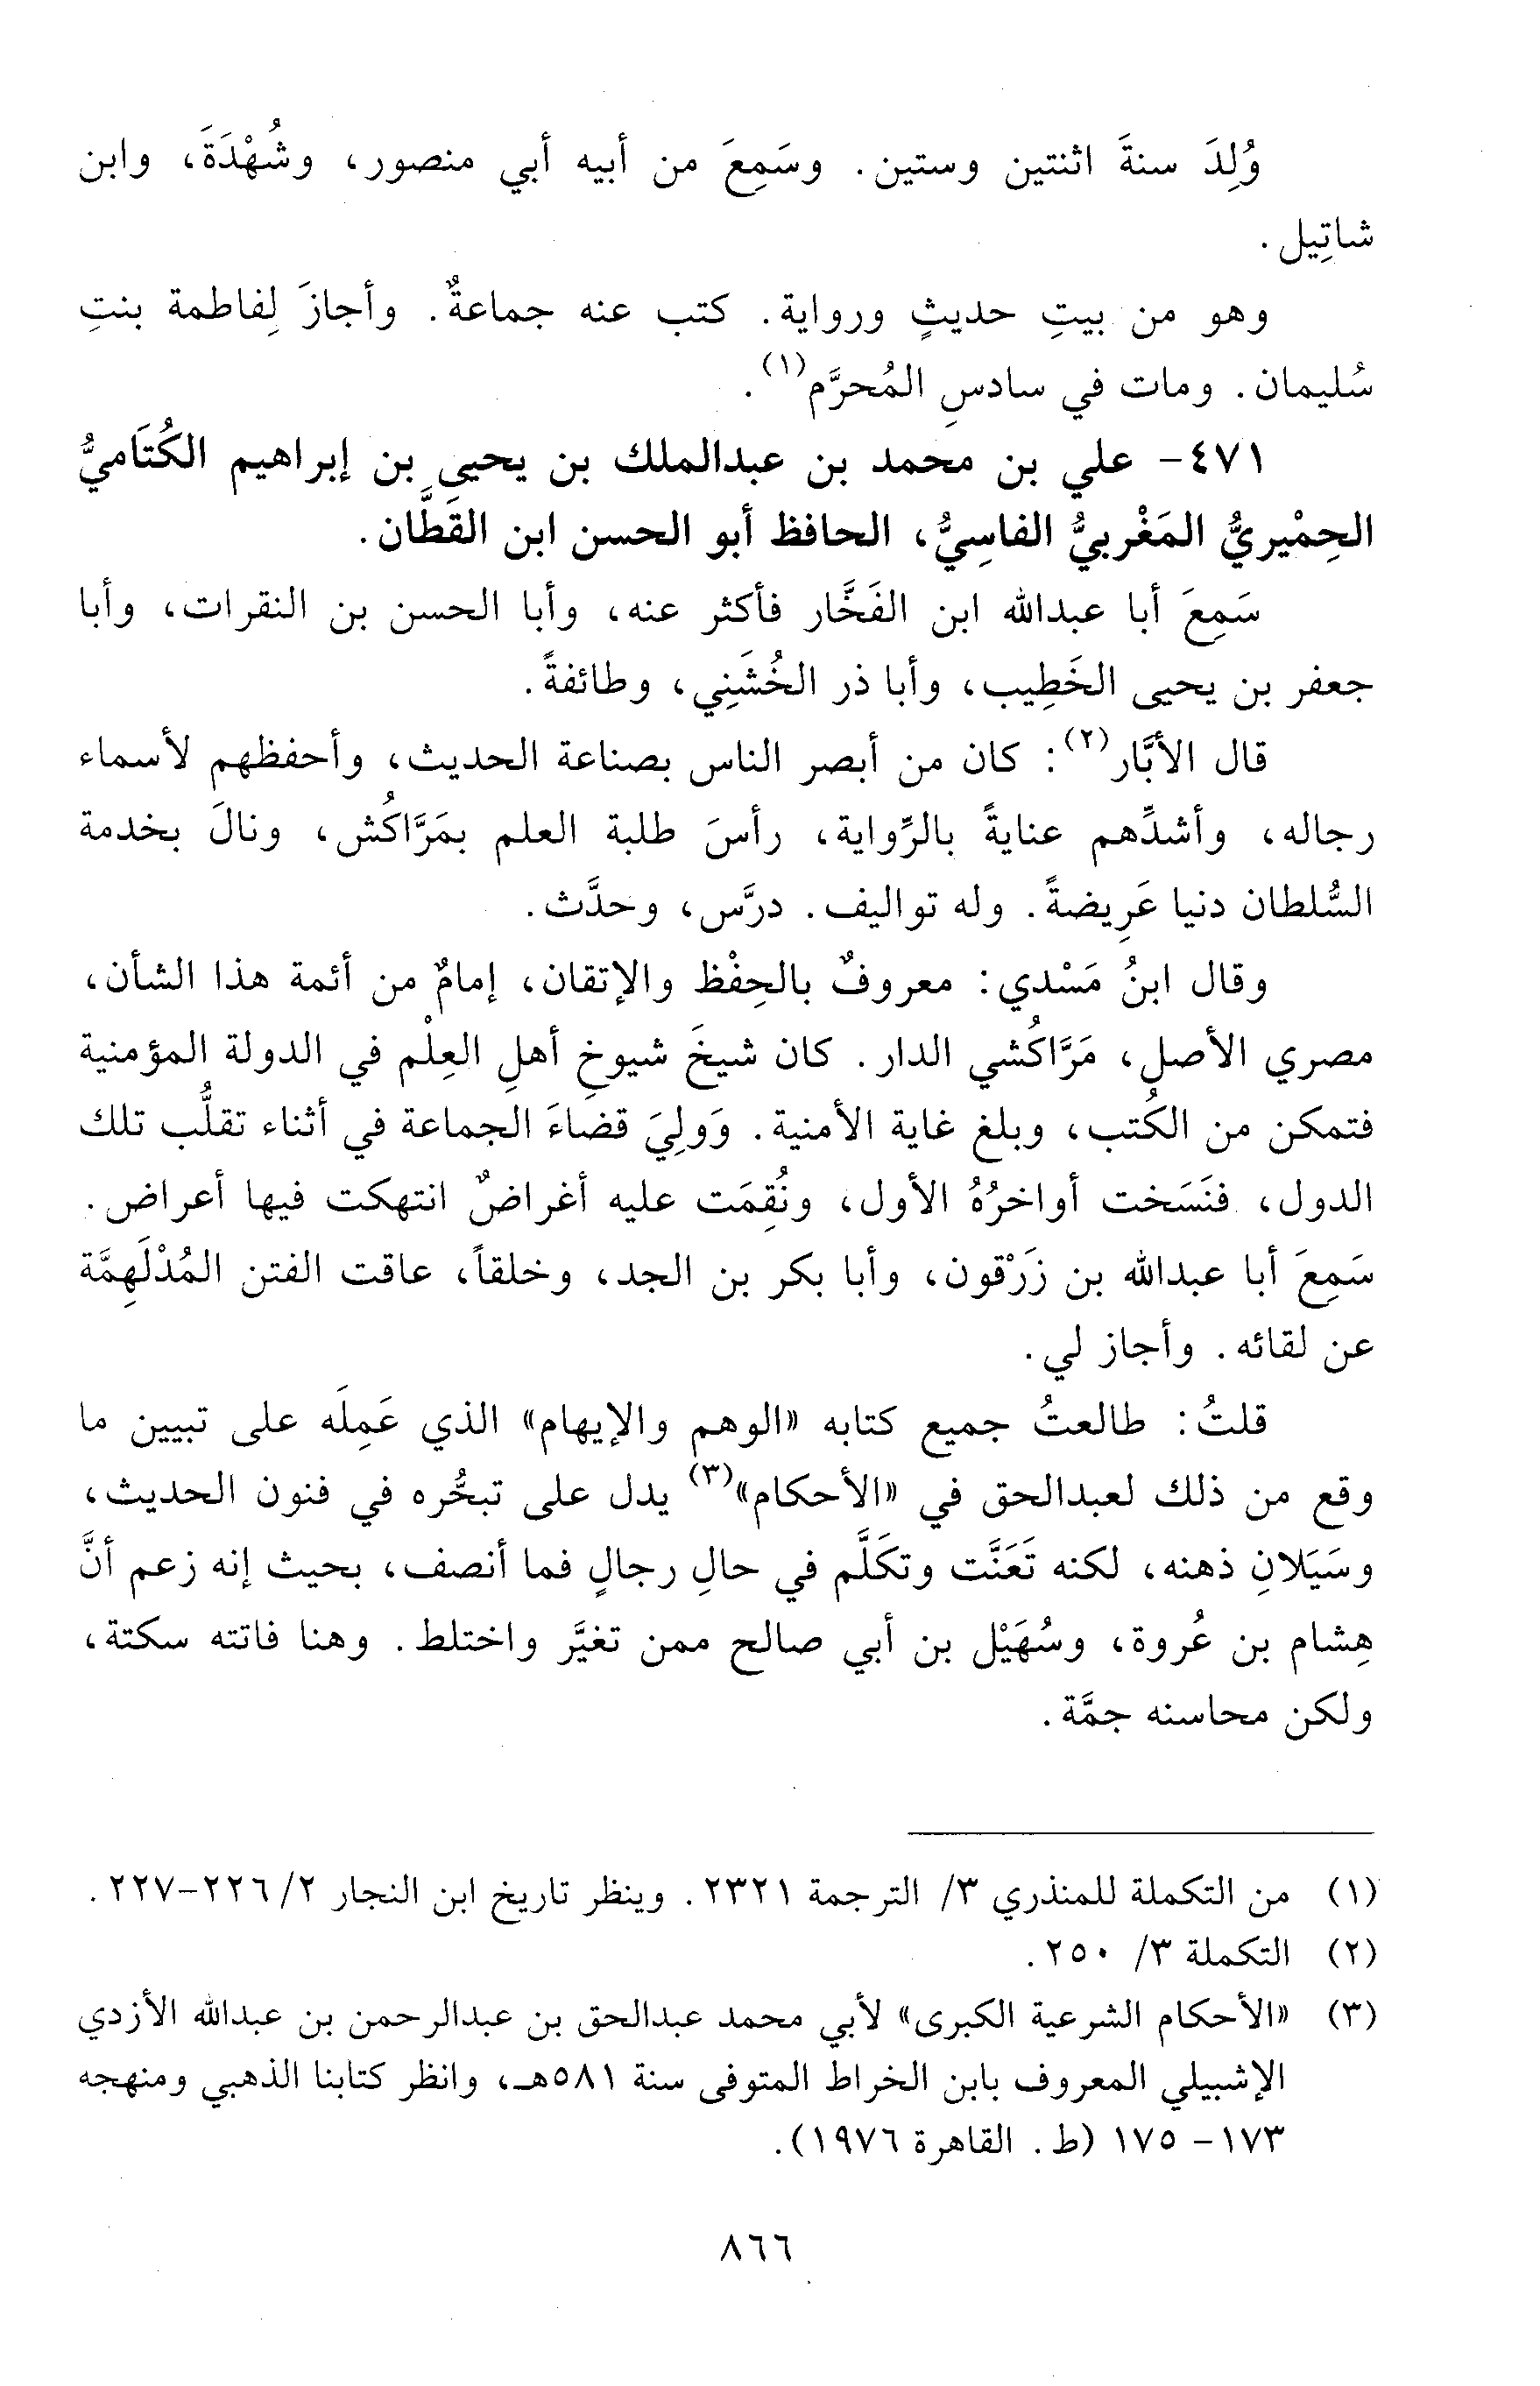 وُلِدَ سنةَ اثنتين وستين. وسَمِعَ من أبيه أبي منصور، وشُهْدَةَ، وابن
شاتِيل.
وهو من بيتِ حديثٍ ورواية. كتب عنه جماعةٌ. وأجازَ لِفاطمة بنتِ
سُليمان. ومات في سادسِ المُحرَّم(١).
٤٧١- علي بن محمد بن عبدالملك بن يحيى بن إبراهيم الكُتَاميُّ
الحِمْيريُّ المَغْربيُّ الفاسِيُّ، الحافظ أبو الحسن ابن القَطَّان.
سَمِعَ أبا عبدالله ابن الفَخَّار فأكثر عنه، وأبا الحسن بن النقرات، وأبا
جعفر بن يحيى الخَطِيب، وأبا ذر الخُشَنِي، وطائفةً.
قال الأبَّار(٢): كان من أبصر الناس بصناعة الحديث، وأحفظهم لأسماء
رجاله، وأشدِّهم عنايةً بالرِّواية، رأسَ طلبة العلم بمَرَّاكُش، ونالَ بخدمة
السُّلطان دنيا عَرِيضةً. وله تواليف. درَّس، وحدَّث.
وقال ابنُ مَسْدي: معروفٌ بالحِفْظ والإتقان، إمامٌ من أئمة هذا الشأن،
مصري الأصل، مَرَّاكُشي الدار. كان شيخَ شيوخِ أهلِ العِلْم في الدولة المؤمنية
فتمكن من الكُتب، وبلغ غاية الأمنية. وَولِيَ قضاءَ الجماعة في أثناء تقلُّب تلك
الدول، فنَسَخت أواخرُهُ الأول، ونُقِمَت عليه أغراضٌ انتهكت فيها أعراض.
سَمِعَ أبا عبدالله بن زَرْقون، وأبا بكر بن الجد، وخلقاً، عاقت الفتن المُدْلَهِمَّة
عن لقائه. وأجاز لي.
قلتُ: طالعتُ جميع كتابه «الوهم والإيهام» الذي عَمِلَه على تبيين ما
وقع من ذلك لعبدالحق في «الأحكام»(٣) يدل على تبحُّره في فنون الحديث،
وسَيَلانِ ذهنه، لكنه تَعَنَّت وتكَلَّم في حالِ رجالٍ فما أنصف، بحيث إنه زعم أنَّ
هِشام بن عُروة، وسُهَيْل بن أبي صالح ممن تغيَّر واختلط. وهنا فاتته سكتة،
ولكن محاسنه جمَّة.
(١) من التكملة للمنذري ٣/ الترجمة ٢٣٢١. وينظر تاريخ ابن النجار ٢/ ٢٢٦-٢٢٧.
(٢) التكملة ٣/ ٢٥٠.
(٣) «الأحكام الشرعية الكبرى» لأبي محمد عبدالحق بن عبدالرحمن بن عبدالله الأزدي
الإشبيلي المعروف بابن الخراط المتوفى سنة ٥٨١هـ، وانظر كتابنا الذهبي ومنهجه
١٧٣- ١٧٥ (ط. القاهرة ١٩٧٦).
٨٦٦